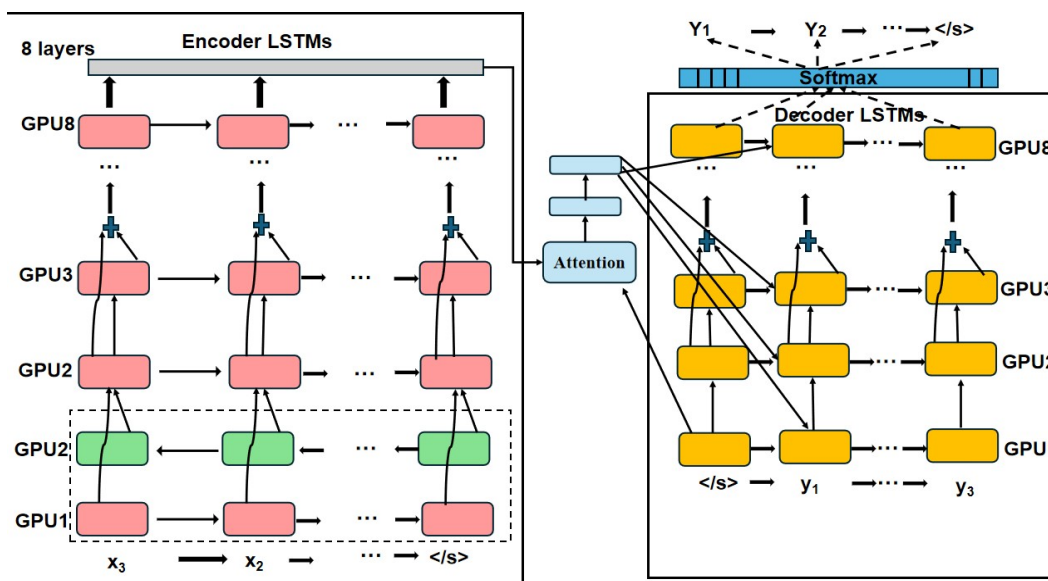 8 layers
Encoder LSTMs
GPU8
...
...
...
...
GPU3
...
GPU2
...
GPU2
...
GPU1
...
x3
x2
...
</s>
Attention
Y1
Y2
...
</s>
Softmax
Decoder LSTMs
...
GPU8
...
...
...
...
GPU3
...
GPU2
...
GPU
</s>
y1
...
y3